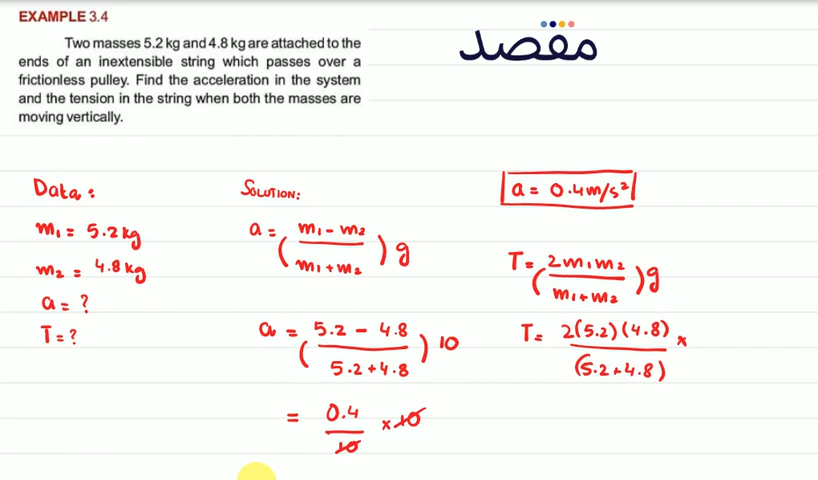 EXAMPLE 3.4
Two masses 5.2 kg and 4.8 kg are attached to the
ends of an inextensible string which passes over a
frictionless pulley. Find the acceleration in the system
and the tension in the string when both the masses are
moving vertically.
مقصد
Data:
m₁ = 5.2 kg
m₂ = 4.8 kg
a = ?
T = ?
SOLUTION:
a = (m₁ - m₂ / m₁ + m₂) g
a = (5.2 - 4.8 / 5.2 + 4.8) 10
= 0.4 / 10 × 10
a = 0.4 m/s²
T = (2 m₁ m₂ / m₁ + m₂) g
T = 2(5.2)(4.8) / (5.2 + 4.8) ×